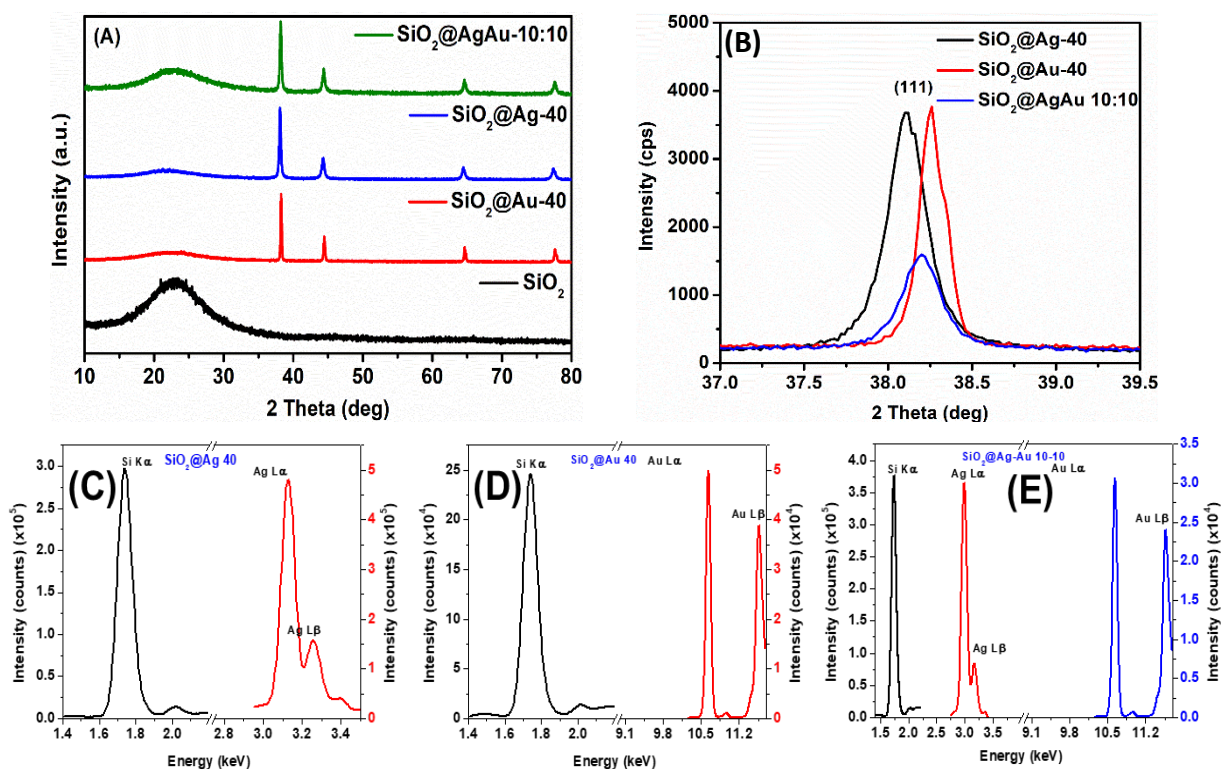 (A)
SiO2@AgAu-10:10
SiO2@Ag-40
SiO2@Au-40
SiO2
Intensity (a.u.)
10 20 30 40 50 60 70 80
2 Theta (deg)
(B)
SiO2@Ag-40
SiO2@Au-40
SiO2@AgAu 10:10
(111)
5000
4000
3000
2000
1000
0
Intensity (cps)
37.0 37.5 38.0 38.5 39.0 39.5
2 Theta (deg)
(C)
Si Kα
SiO2@Ag 40
Ag Lα
Ag Lβ
3.0
2.5
2.0
1.5
1.0
0.5
0.0
Intensity (counts) (x10^5)
5
4
3
2
1
0
Intensity (counts) (x10^5)
1.4 1.6 1.8 2.0 3.0 3.2 3.4
Energy (keV)
(D)
Si Kα
SiO2@Au 40
Au Lα
Au Lβ
25
20
15
10
5
0
Intensity (counts) (x10^4)
5
4
3
2
1
0
Intensity (counts) (x10^4)
1.4 1.6 1.8 2.0 9.8 10.5 11.2
Energy (keV)
(E)
Si Kα
Ag Lα
SiO2@Ag-Au 10-10
Au Lα
Ag Lβ
Au Lβ
4.0
3.5
3.0
2.5
2.0
1.5
1.0
0.5
0.0
Intensity (counts) (x10^5)
3.5
3.0
2.5
2.0
1.5
1.0
0.5
0.0
Intensity (counts) (x10^4)
1.5 2.0 3.0 3.5 9.1 9.8 10.5 11.2
Energy (keV)